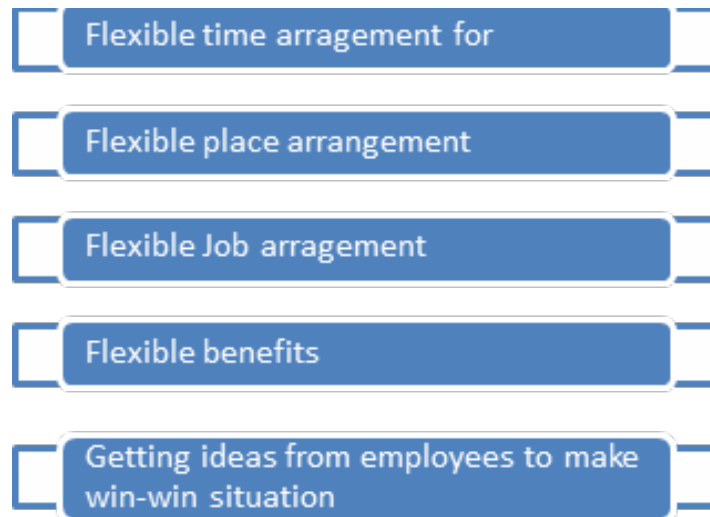 Flexible time arragement for
Flexible place arrangement
Flexible Job arragement
Flexible benefits
Getting ideas from employees to make
win-win situation